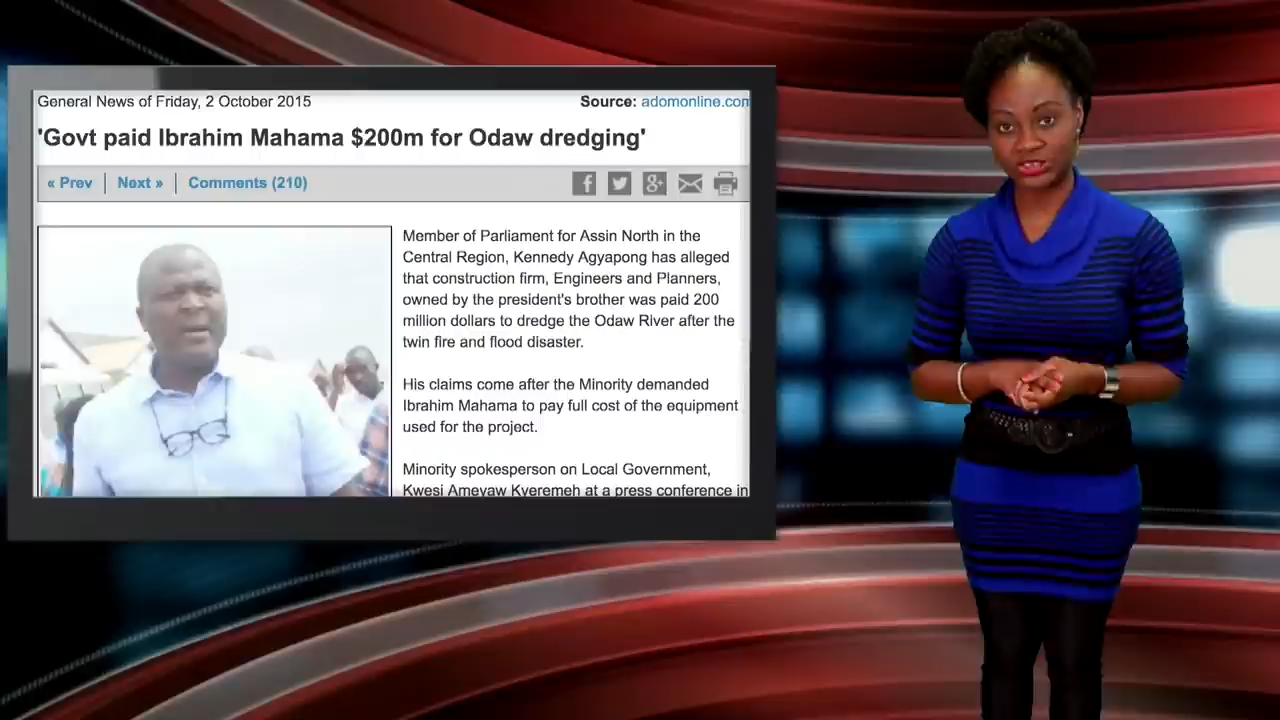 General News of Friday, 2 October 2015
Source: adomonline.com
'Govt paid Ibrahim Mahama $200m for Odaw dredging'
« Prev | Next » | Comments (210)
Member of Parliament for Assin North in the
Central Region, Kennedy Agyapong has alleged
that construction firm, Engineers and Planners,
owned by the president's brother was paid 200
million dollars to dredge the Odaw River after the
twin fire and flood disaster.
His claims come after the Minority demanded
Ibrahim Mahama to pay full cost of the equipment
used for the project.
Minority spokesperson on Local Government,
Kwesi Ameyaw Kyeremeh at a press conference in